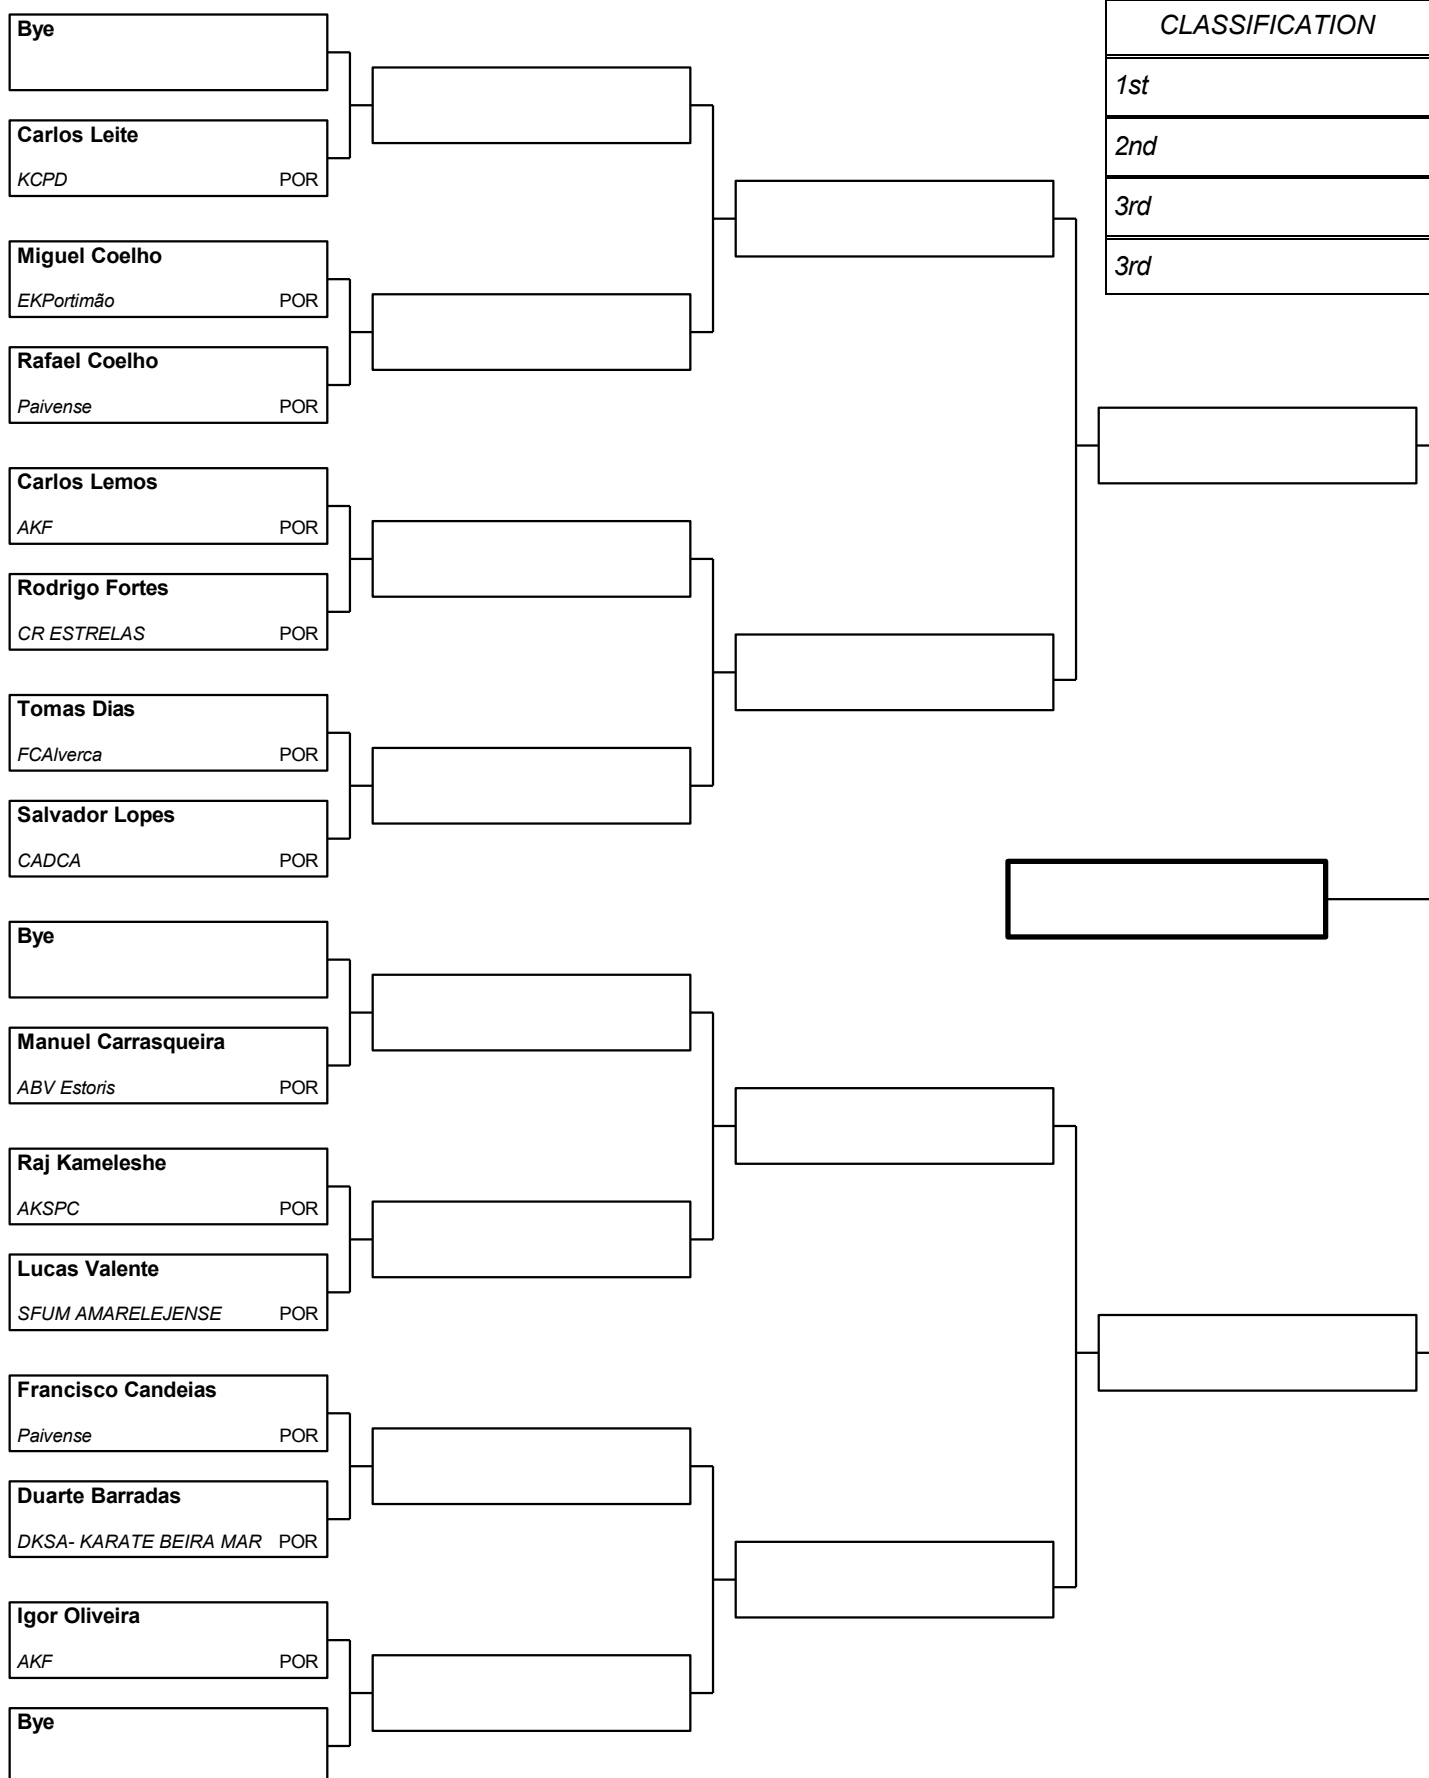 Bye
Carlos Leite
KCPD POR
Miguel Coelho
EKPortimão POR
Rafael Coelho
Paivense POR
Carlos Lemos
AKF POR
Rodrigo Fortes
CR ESTRELAS POR
Tomas Dias
FCAlverca POR
Salvador Lopes
CADCA POR
Bye
Manuel Carrasqueira
ABV Estoris POR
Raj Kameleshe
AKSPC POR
Lucas Valente
SFUM AMARELEJENSE POR
Francisco Candeias
Paivense POR
Duarte Barradas
DKSA- KARATE BEIRA MAR POR
Igor Oliveira
AKF POR
Bye
CLASSIFICATION
1st
2nd
3rd
3rd